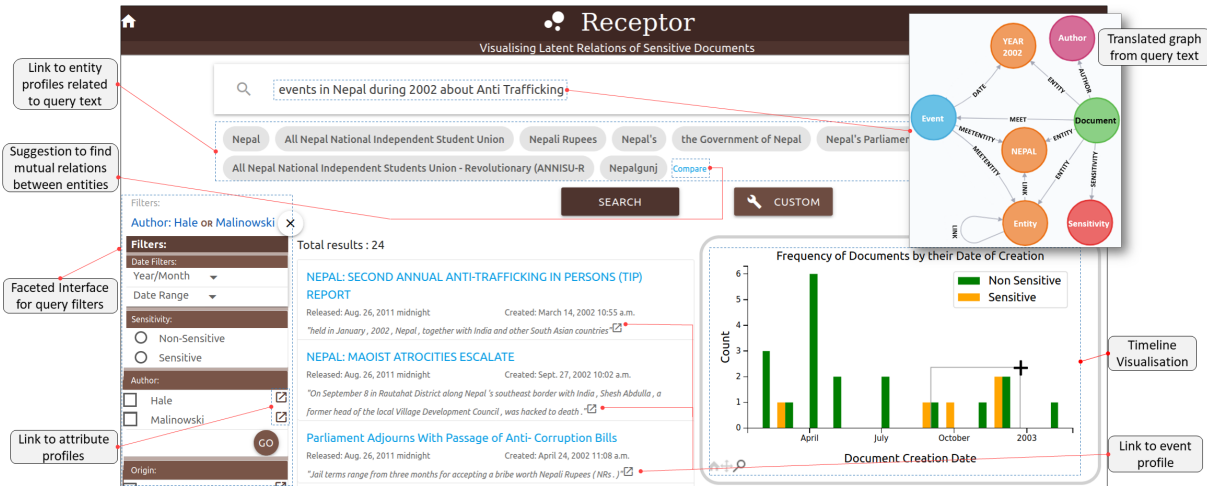 Receptor
Visualising Latent Relations of Sensitive Documents
Link to entity
profiles related
to query text
events in Nepal during 2002 about Anti Trafficking
Nepal
All Nepal National Independent Student Union
Nepali Rupees
Nepal's
the Government of Nepal
Nepal's Parliamen
All Nepal National Independent Students Union - Revolutionary (ANNISU-R
Nepalgunj
Compare
Suggestion to find
mutual relations
between entities
SEARCH
CUSTOM
Translated graph
from query text
YEAR
2002
Author
Event
Document
NEPAL
Entity
Sensitivity
DATE
ENTITY
AUTHOR
MEET
MEETENTITY
ENTITY
MEETENTITY
ENTITY
SENSITIVITY
LINK
LINK
Filters:
Author: Hale OR Malinowski
Filters:
Date Filters:
Year/Month
Date Range
Sensitivity:
Non-Sensitive
Sensitive
Author:
Hale
Malinowski
GO
Origin:
Faceted Interface
for query filters
Link to attribute
profiles
Total results : 24
NEPAL: SECOND ANNUAL ANTI-TRAFFICKING IN PERSONS (TIP)
REPORT
Released: Aug. 26, 2011 midnight Created: March 14, 2002 10:55 a.m.
"held in January , 2002 , Nepal , together with India and other South Asian countries"
NEPAL: MAOIST ATROCITIES ESCALATE
Released: Aug. 26, 2011 midnight Created: Sept. 27, 2002 10:02 a.m.
"On September 8 in Rautahat District along Nepal 's southeast border with India , Shesh Abdulla , a
former head of the local Village Development Council , was hacked to death ."
Parliament Adjourns With Passage of Anti- Corruption Bills
Released: Aug. 26, 2011 midnight Created: April 24, 2002 11:08 a.m.
"Jail terms range from three months for accepting a bribe worth Nepali Rupees ( NRs . )"
Frequency of Documents by their Date of Creation
Non Sensitive
Sensitive
Count
6
5
4
3
2
1
0
April
July
October
2003
Document Creation Date
Timeline
Visualisation
Link to event
profile